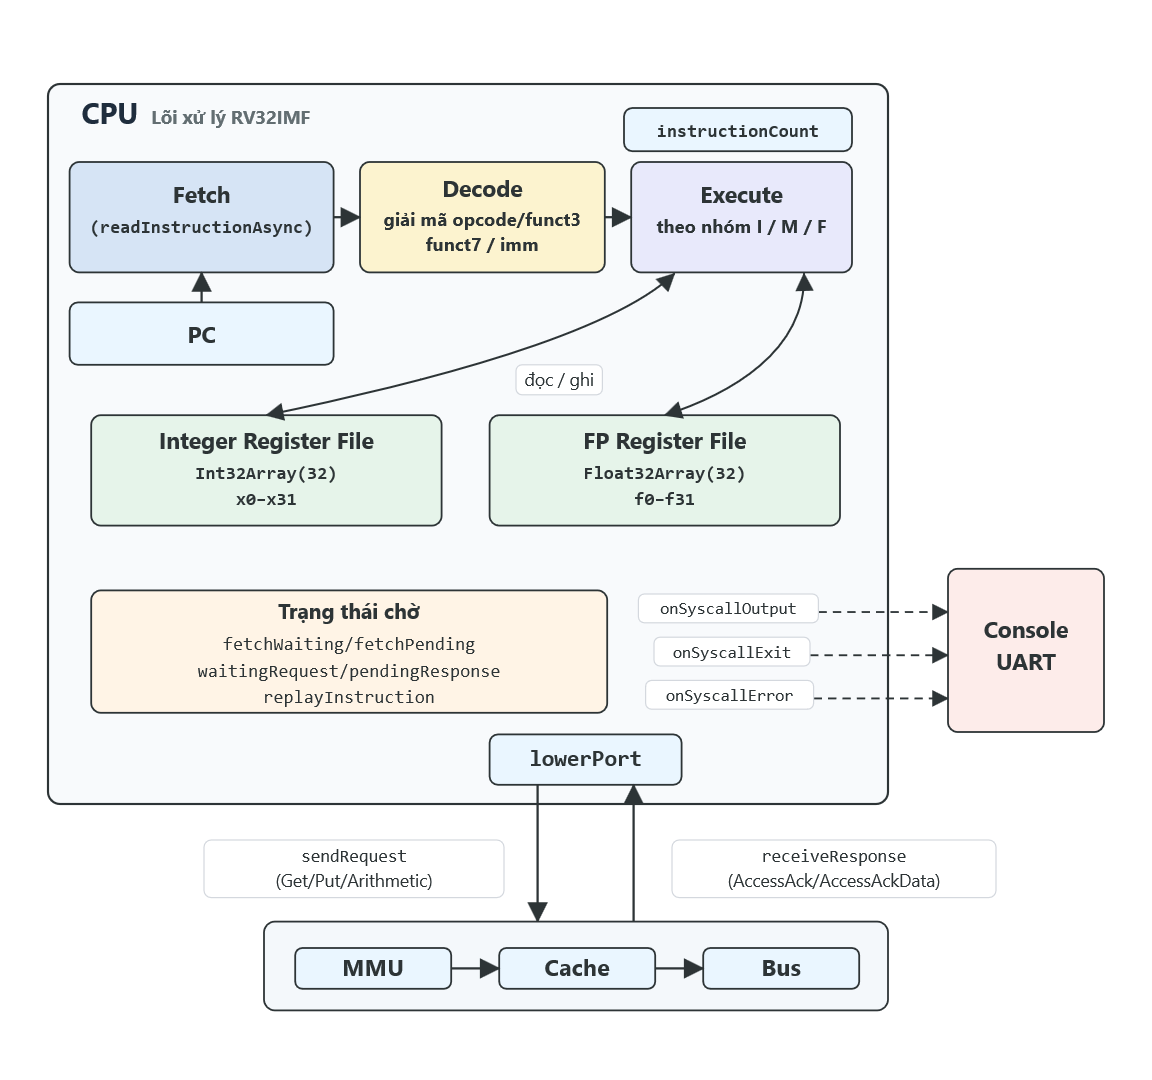 CPU Lõi xử lý RV32IMF
instructionCount
Fetch
(readInstructionAsync)
Decode
giải mã opcode/funct3
funct7 / imm
Execute
theo nhóm I / M / F
PC
đọc / ghi
Integer Register File
Int32Array(32)
x0–x31
FP Register File
Float32Array(32)
f0–f31
Trạng thái chờ
fetchWaiting/fetchPending
waitingRequest/pendingResponse
replayInstruction
onSyscallOutput
onSyscallExit
onSyscallError
Console
UART
lowerPort
sendRequest
(Get/Put/Arithmetic)
receiveResponse
(AccessAck/AccessAckData)
MMU
Cache
Bus